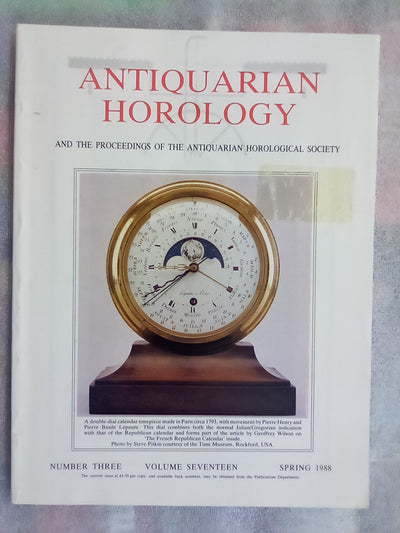 ANTIQUARIAN
HOROLOGY
AND THE PROCEEDINGS OF THE ANTIQUARIAN HOROLOGICAL SOCIETY
A double-dial calendar timepiece made in Paris circa 1795, with movement by Pierre Henry and
Pierre Basile Lepaute. This dial combines both the normal Julian/Gregorian indication
with that of the Republican calendar and forms part of the article by Geoffrey Wilson on
'The French Republican Calendar' inside.
Photo by Steve Pitkin courtesy of the Time Museum, Rockford, USA.
NUMBER THREE VOLUME SEVENTEEN SPRING 1988
The current issue at £4.50 per copy, and available back numbers, may be obtained from the Publications Department.